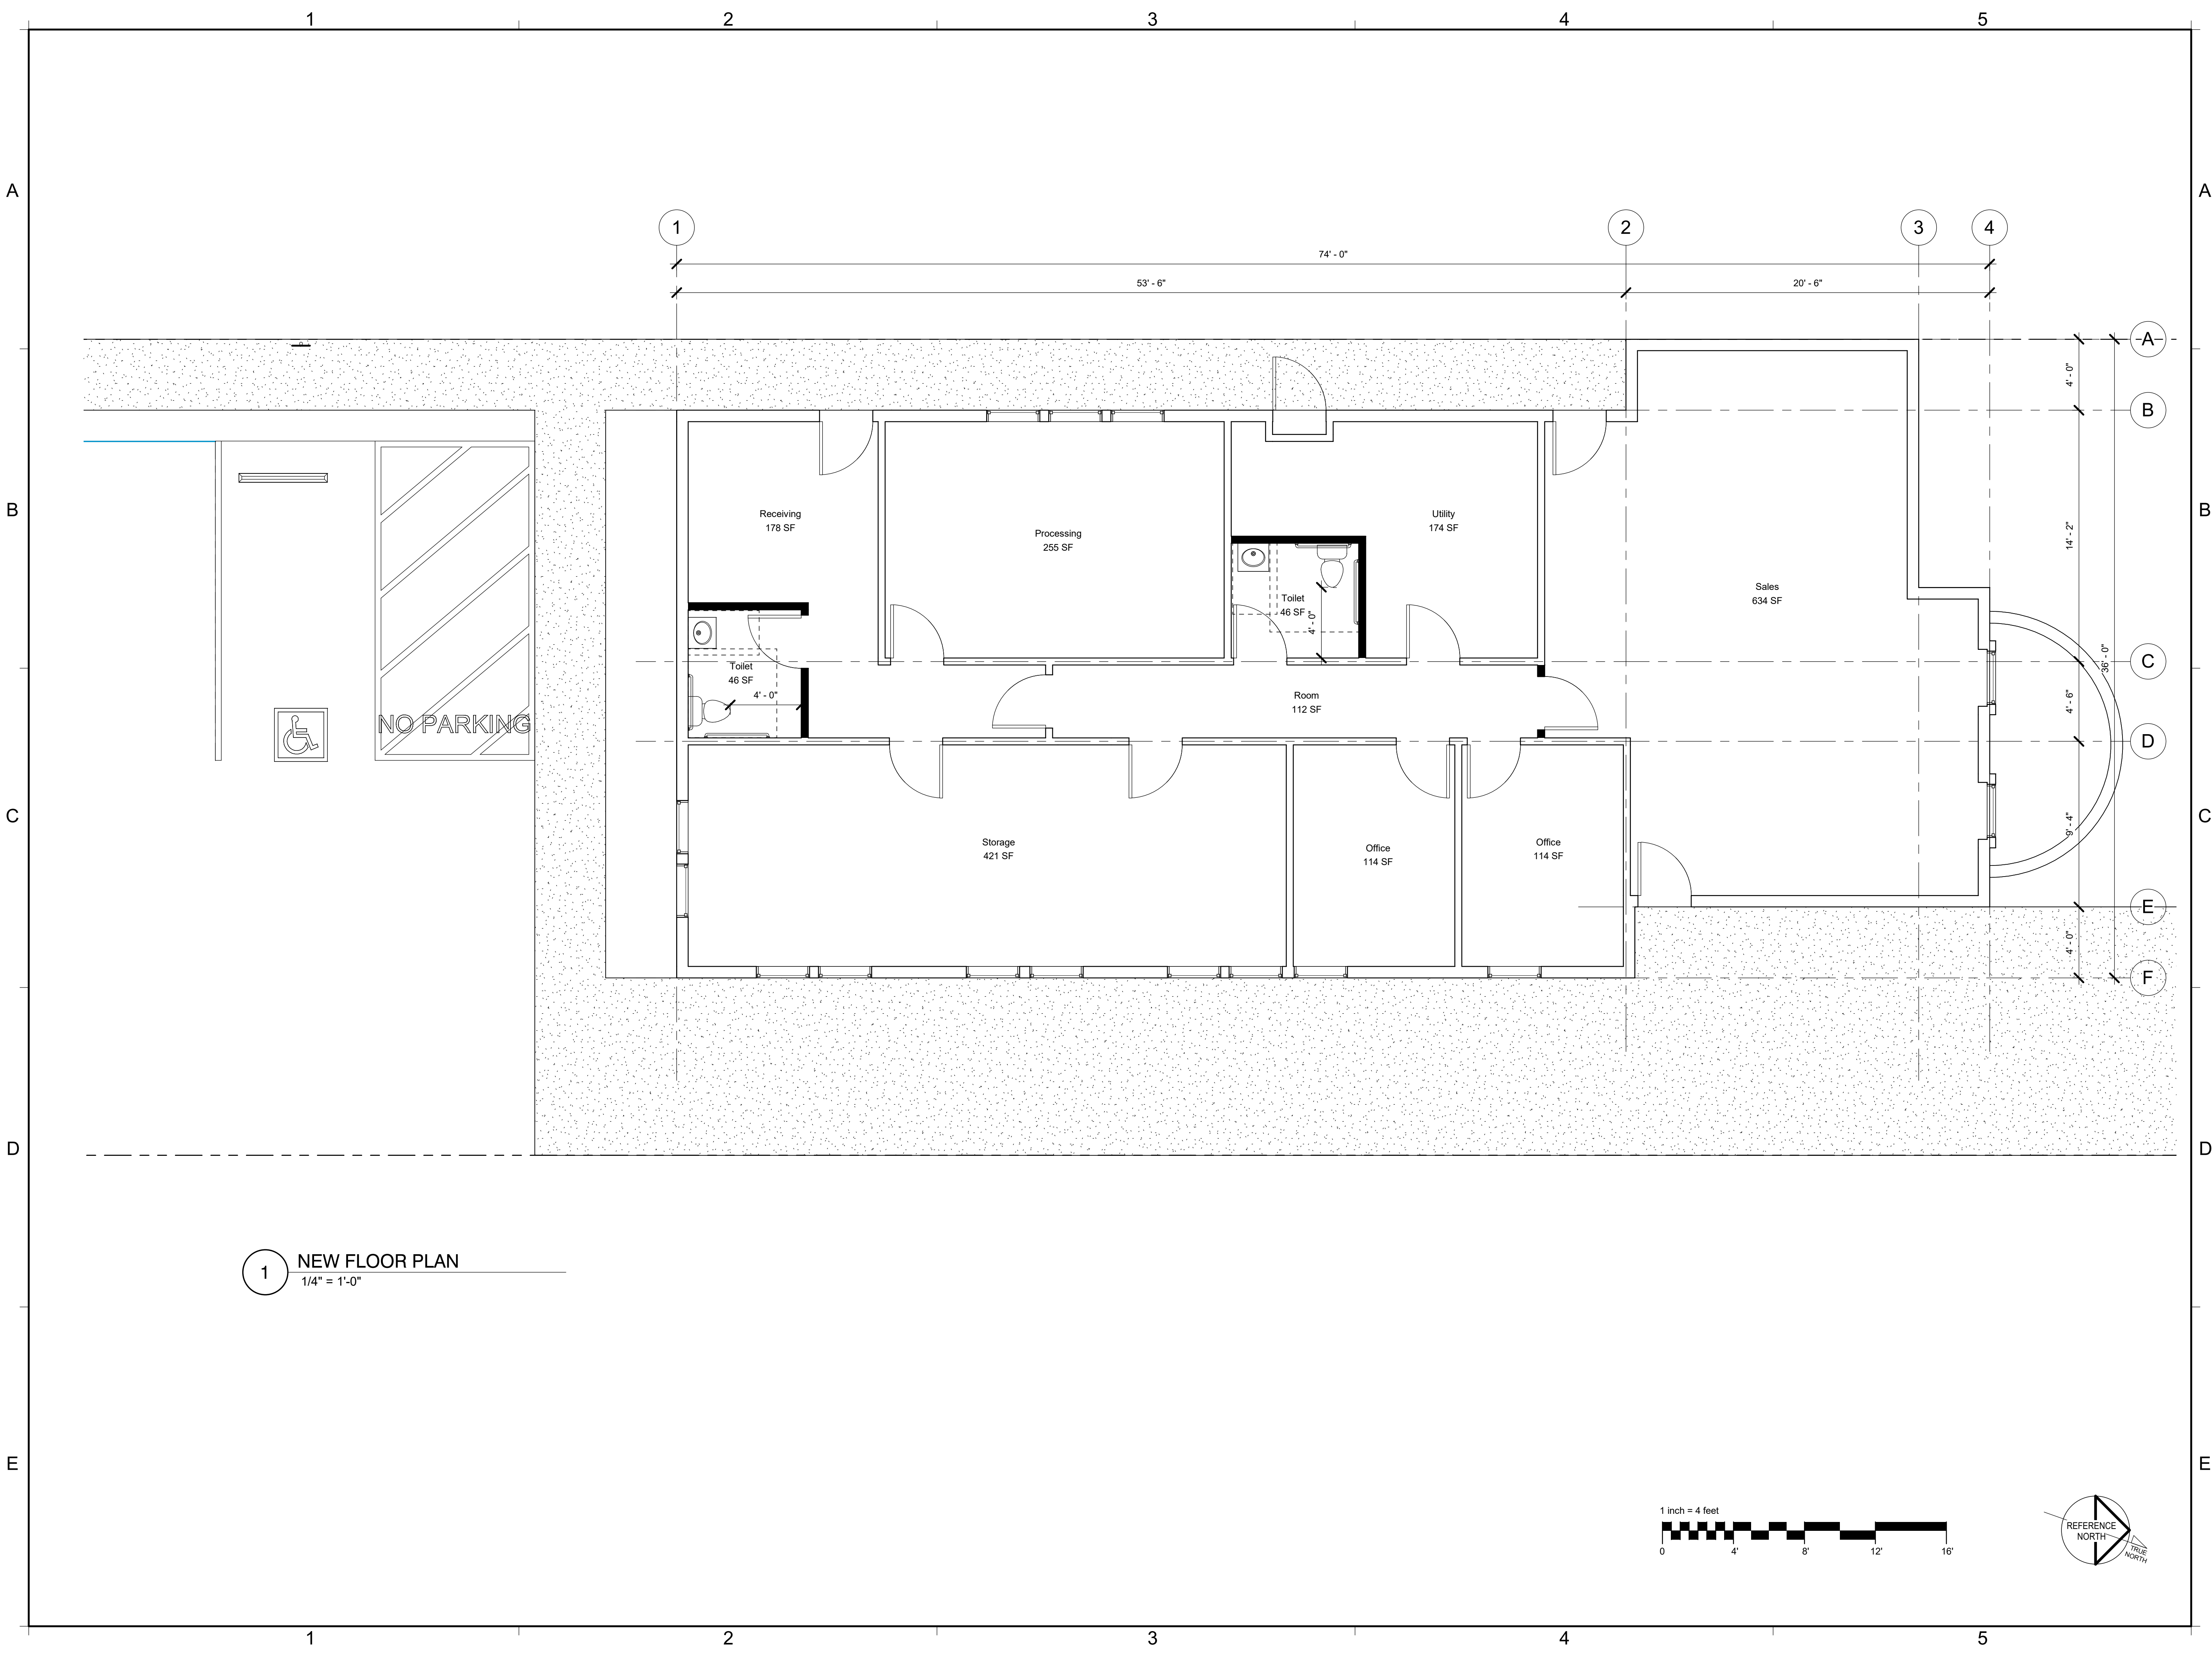 1 2 3 4 5
A A
1 2 3 4
74' - 0"
53' - 6" 20' - 6"
A
4' - 0"
B
B B
Receiving
178 SF
Processing
255 SF
Utility
174 SF
14' - 2"
Sales
634 SF
Toilet
46 SF
4' - 0"
Toilet
46 SF
4' - 0"
C
36' - 0"
Room
112 SF
4' - 6"
NO PARKING
D
C C
Storage
421 SF
Office
114 SF
Office
114 SF
9' - 4"
E
4' - 0"
F
D D
1 NEW FLOOR PLAN
1/4" = 1'-0"
E E
1 inch = 4 feet
0 4' 8' 12' 16'
REFERENCE
NORTH
TRUE
NORTH
1 2 3 4 5